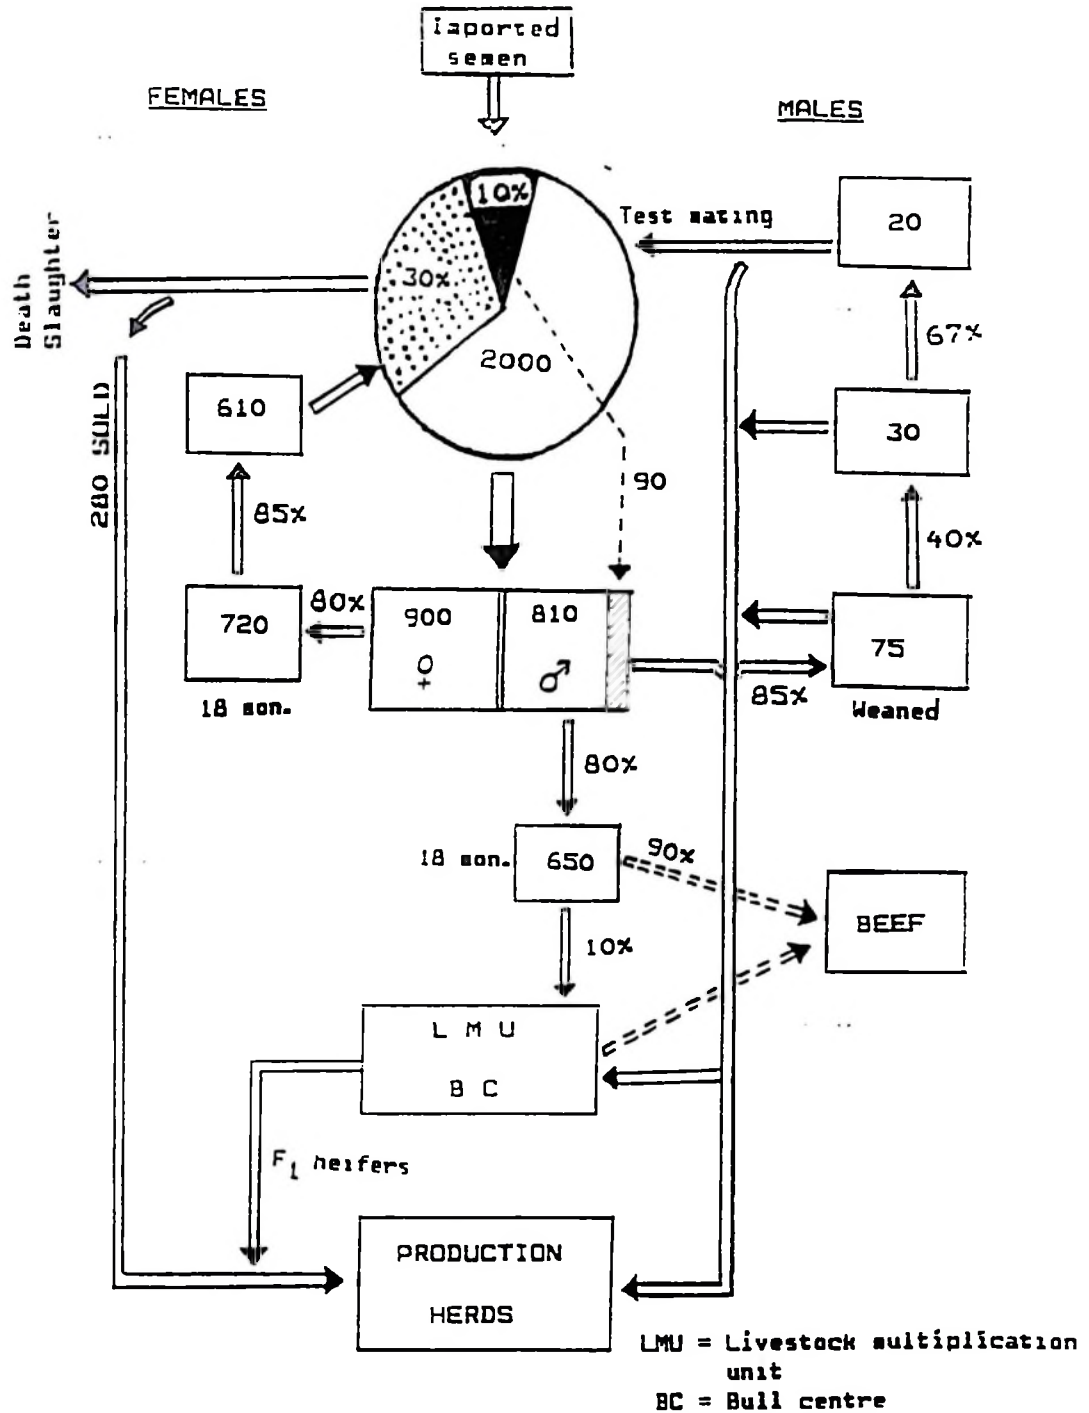 Imported
semen
FEMALES
MALES
10%
Test mating
20
Death
Slaughter
30%
2000
67%
610
30
280 SOLD
90
85%
40%
720
80%
900
810
75
♀
♂
18 mon.
85%
Weaned
80%
18 mon.
650
90%
BEEF
10%
L M U
B C
F1 heifers
PRODUCTION
HERDS
LMU = Livestock multiplication
unit
BC = Bull centre